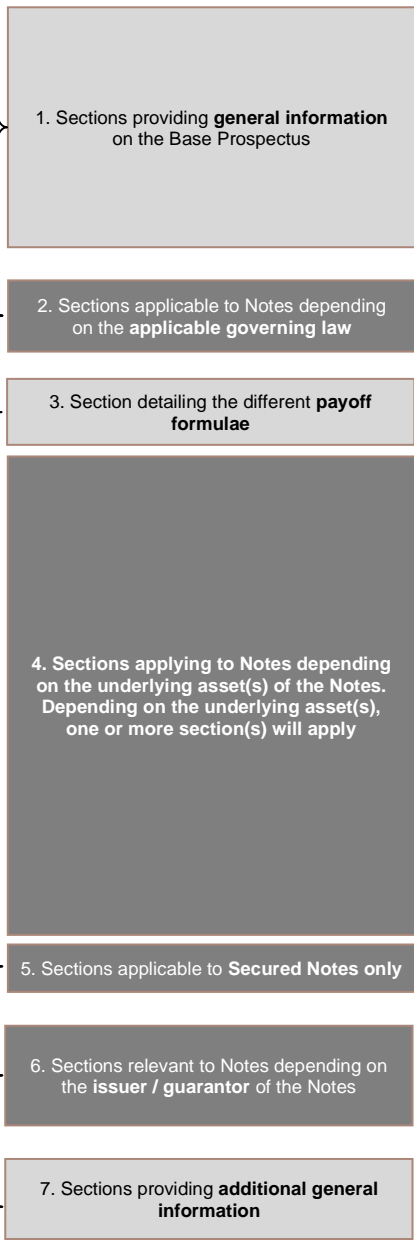 1. Sections providing general information
on the Base Prospectus
2. Sections applicable to Notes depending
on the applicable governing law
3. Section detailing the different payoff
formulae
4. Sections applying to Notes depending
on the underlying asset(s) of the Notes.
Depending on the underlying asset(s),
one or more section(s) will apply
5. Sections applicable to Secured Notes only
6. Sections relevant to Notes depending on
the issuer / guarantor of the Notes
7. Sections providing additional general
information